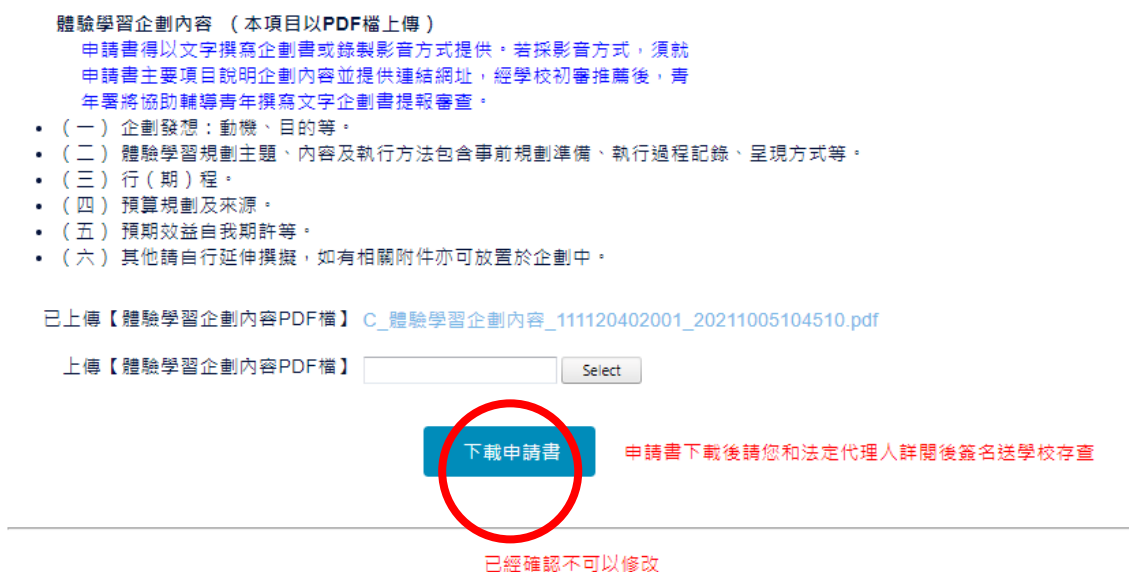 體驗學習企劃內容 （本項目以PDF檔上傳）
申請書得以文字撰寫企劃書或錄製影音方式提供。若採影音方式，須就
申請書主要項目說明企劃內容並提供連結網址，經學校初審推薦後，青
年署將協助輔導青年撰寫文字企劃書提報審查。
• （一） 企劃發想：動機、目的等。
• （二） 體驗學習規劃主題、內容及執行方法包含事前規劃準備、執行過程記錄、呈現方式等。
• （三） 行（期）程。
• （四） 預算規劃及來源。
• （五） 預期效益自我期許等。
• （六） 其他請自行延伸撰擬，如有相關附件亦可放置於企劃中。
已上傳【體驗學習企劃內容PDF檔】 C_體驗學習企劃內容_111120402001_20211005104510.pdf
上傳【體驗學習企劃內容PDF檔】 Select
下載申請書 申請書下載後請您和法定代理人詳閱後簽名送學校存查
已經確認不可以修改